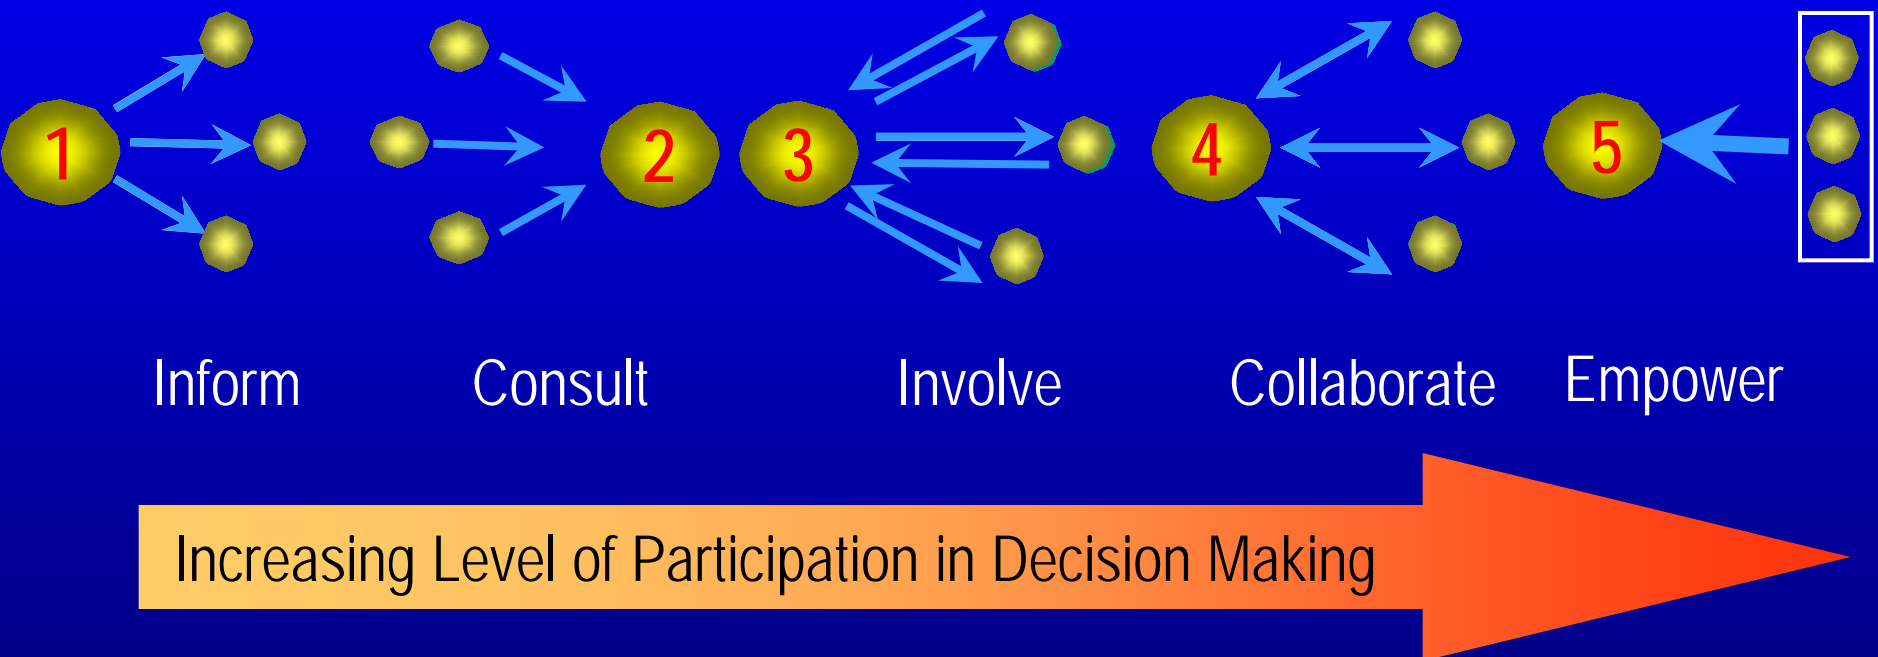 1 2 3 4 5
Inform Consult Involve Collaborate Empower
Increasing Level of Participation in Decision Making